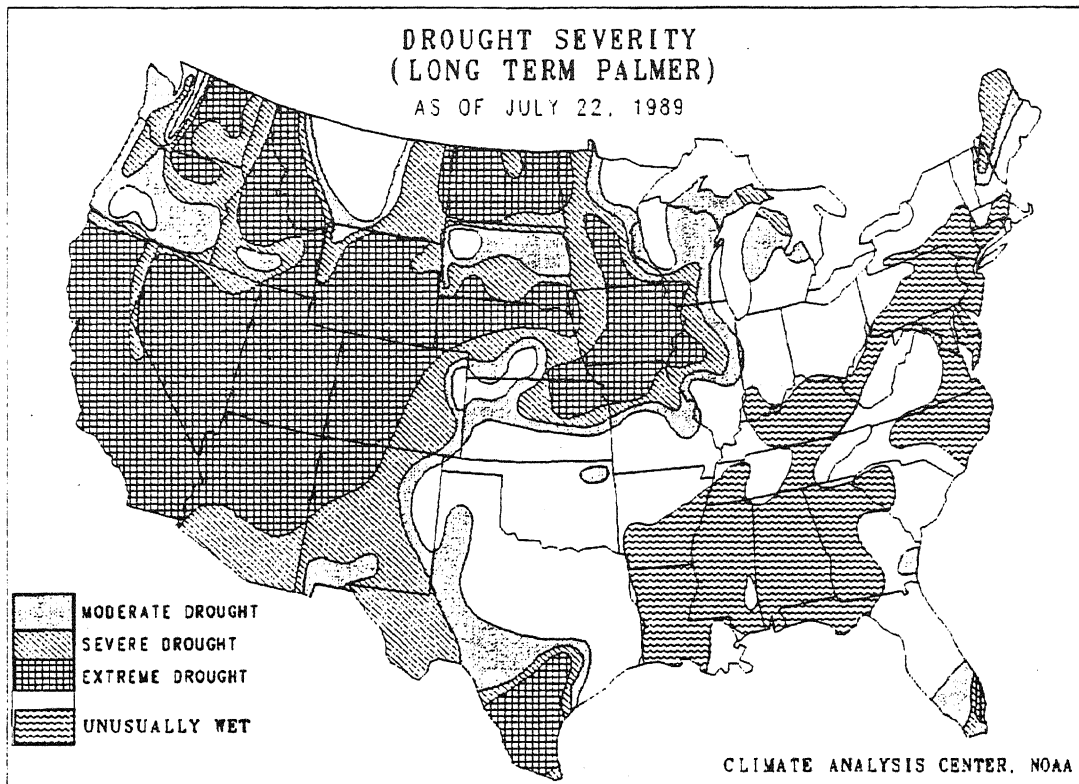 DROUGHT SEVERITY
(LONG TERM PALMER)
AS OF JULY 22, 1989
MODERATE DROUGHT
SEVERE DROUGHT
EXTREME DROUGHT
UNUSUALLY WET
CLIMATE ANALYSIS CENTER, NOAA